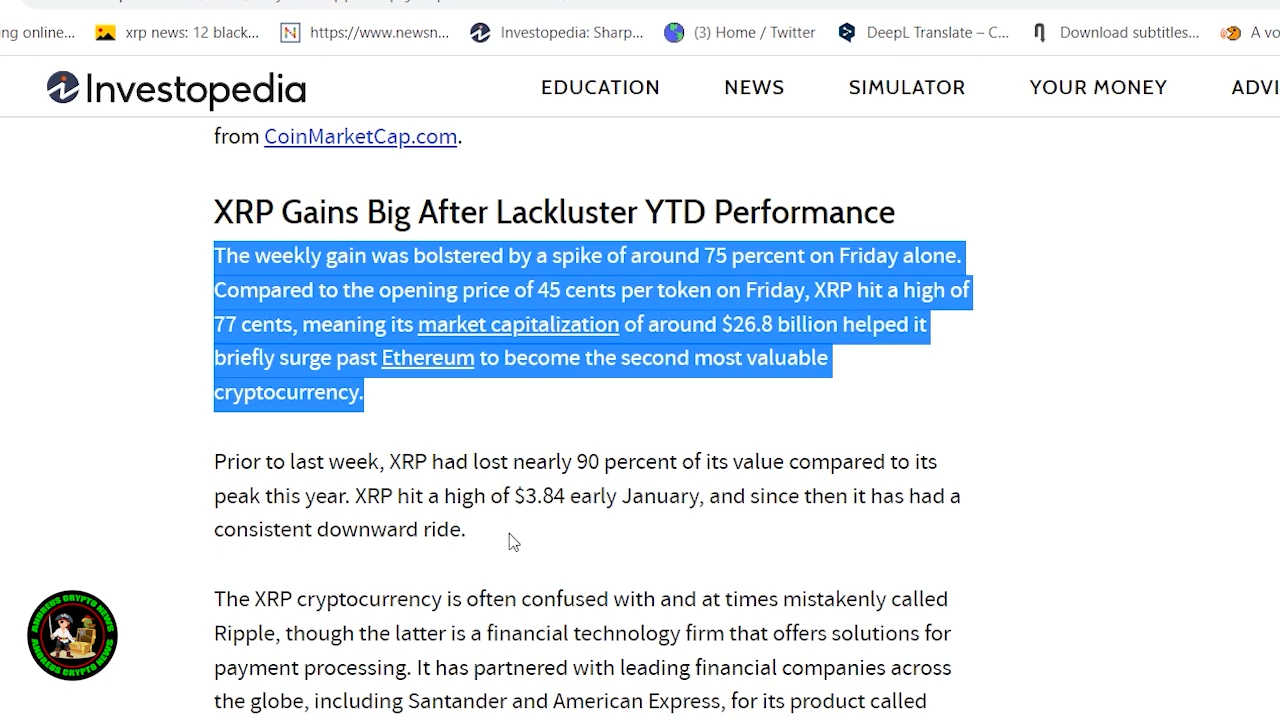 ing online...
xrp news: 12 black...
https://www.newsn...
Investopedia: Sharp...
(3) Home / Twitter
DeepL Translate – C...
Download subtitles...
A vo
Investopedia
EDUCATION
NEWS
SIMULATOR
YOUR MONEY
ADVI
from CoinMarketCap.com.
XRP Gains Big After Lackluster YTD Performance
The weekly gain was bolstered by a spike of around 75 percent on Friday alone.
Compared to the opening price of 45 cents per token on Friday, XRP hit a high of
77 cents, meaning its market capitalization of around $26.8 billion helped it
briefly surge past Ethereum to become the second most valuable
cryptocurrency.
Prior to last week, XRP had lost nearly 90 percent of its value compared to its
peak this year. XRP hit a high of $3.84 early January, and since then it has had a
consistent downward ride.
The XRP cryptocurrency is often confused with and at times mistakenly called
Ripple, though the latter is a financial technology firm that offers solutions for
payment processing. It has partnered with leading financial companies across
the globe, including Santander and American Express, for its product called
ANDREUS CRYPTO NEWS
ANDREUS CRYPTO NEWS